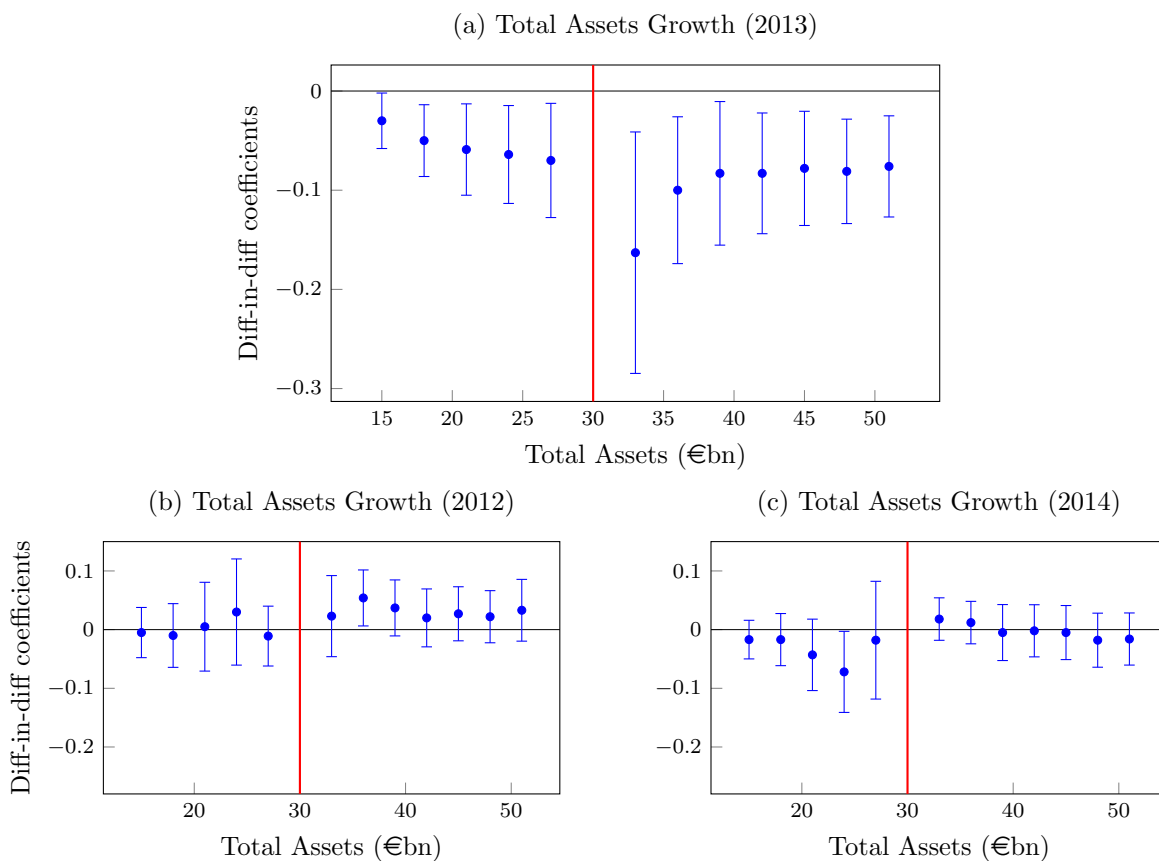 (a) Total Assets Growth (2013)
Diff-in-diff coefficients
0
−0.1
−0.2
−0.3
15 20 25 30 35 40 45 50
Total Assets (€bn)
(b) Total Assets Growth (2012)
Diff-in-diff coefficients
0.1
0
−0.1
−0.2
20 30 40 50
Total Assets (€bn)
(c) Total Assets Growth (2014)
0.1
0
−0.1
−0.2
20 30 40 50
Total Assets (€bn)